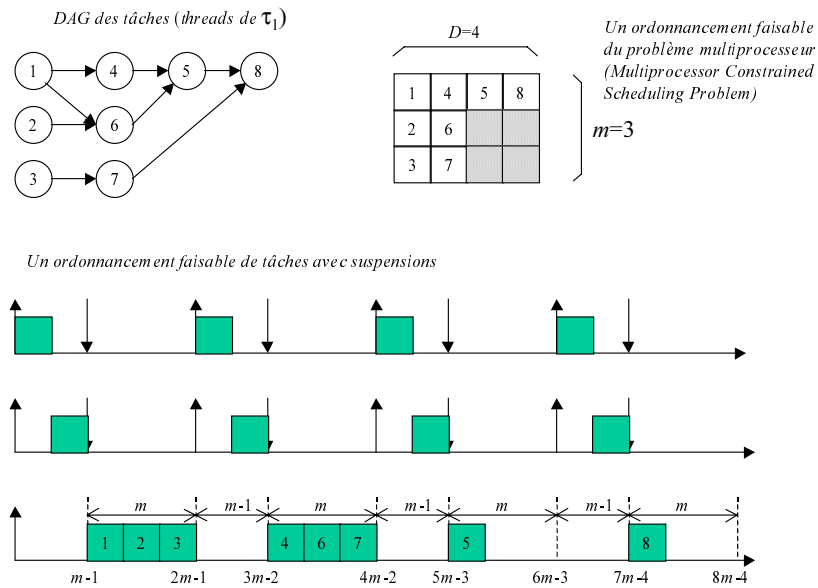 DAG des tâches (threads de τ1)
1 4 5 8
2 6
3 7
D=4
1 4 5 8
2 6
3 7
m=3
Un ordonnancement faisable
du problème multiprocesseur
(Multiprocessor Constrained
Scheduling Problem)
Un ordonnancement faisable de tâches avec suspensions
m m-1 m m-1 m m-1 m
1 2 3 4 6 7 5 8
m-1 2m-1 3m-2 4m-2 5m-3 6m-3 7m-4 8m-4